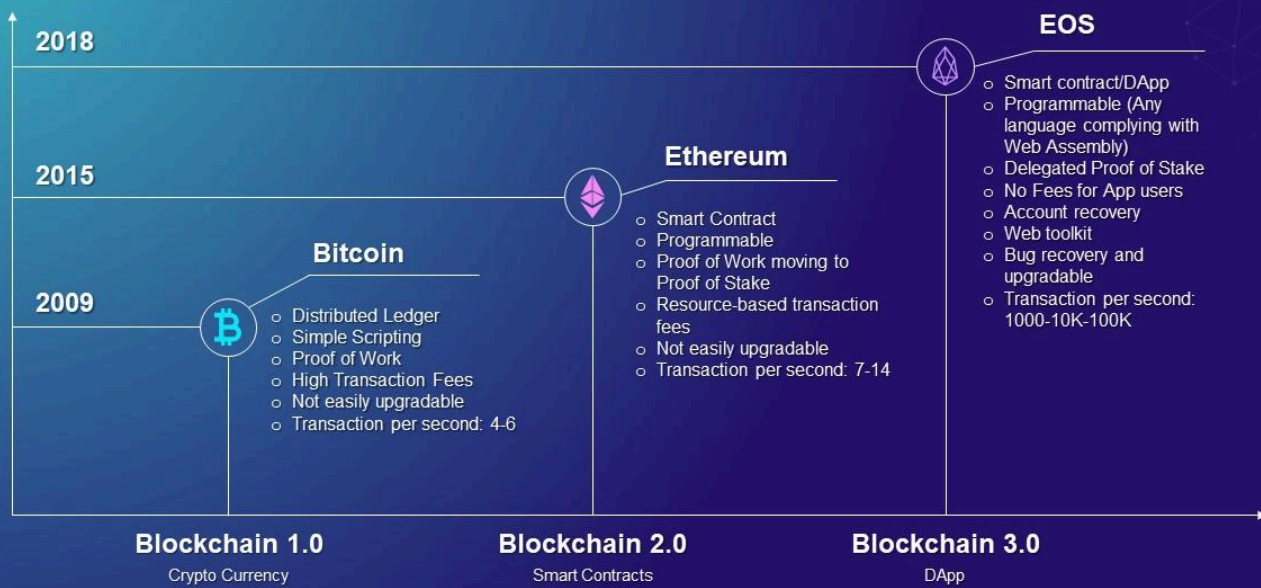 2018
EOS
o Smart contract/DApp
o Programmable (Any
language complying with
Web Assembly)
o Delegated Proof of Stake
o No Fees for App users
o Account recovery
o Web toolkit
o Bug recovery and
upgradable
o Transaction per second:
1000-10K-100K
2015
Ethereum
o Smart Contract
o Programmable
o Proof of Work moving to
Proof of Stake
o Resource-based transaction
fees
o Not easily upgradable
o Transaction per second: 7-14
2009
Bitcoin
o Distributed Ledger
o Simple Scripting
o Proof of Work
o High Transaction Fees
o Not easily upgradable
o Transaction per second: 4-6
Blockchain 1.0
Crypto Currency
Blockchain 2.0
Smart Contracts
Blockchain 3.0
DApp